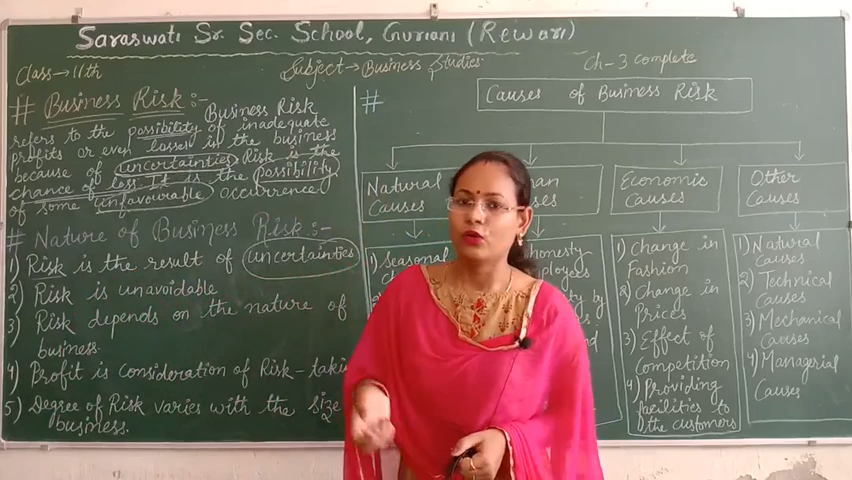 Saraswati Sr. Sec. School, Guriani (Rewari)
Class→11th
Subject→Business Studies
Ch-3 complete
# Business Risk:- Business Risk
refers to the possibility of inadequate
profits or even losses in the business
because of uncertainties Risk is the
chance of loss. It is the possibility
of some unfavourable occurrence
# Nature of Business Risk:-
1) Risk is the result of uncertainties
2) Risk is unavoidable
3) Risk depends on the nature of
business.
4) Profit is consideration of Risk-
5) Degree of Risk varies with the size
business.
#
Causes of Business Risk
Natural
Causes
1) Seasonal
Economic
Causes
1) Change in
Fashion
2) Change in
Prices
3) Effect of
Competition
4) Providing
facilities to
the customers
Other
Causes
1) Natural
Causes
2) Technical
Causes
3) Mechanical
Causes
4) Managerial
Causes